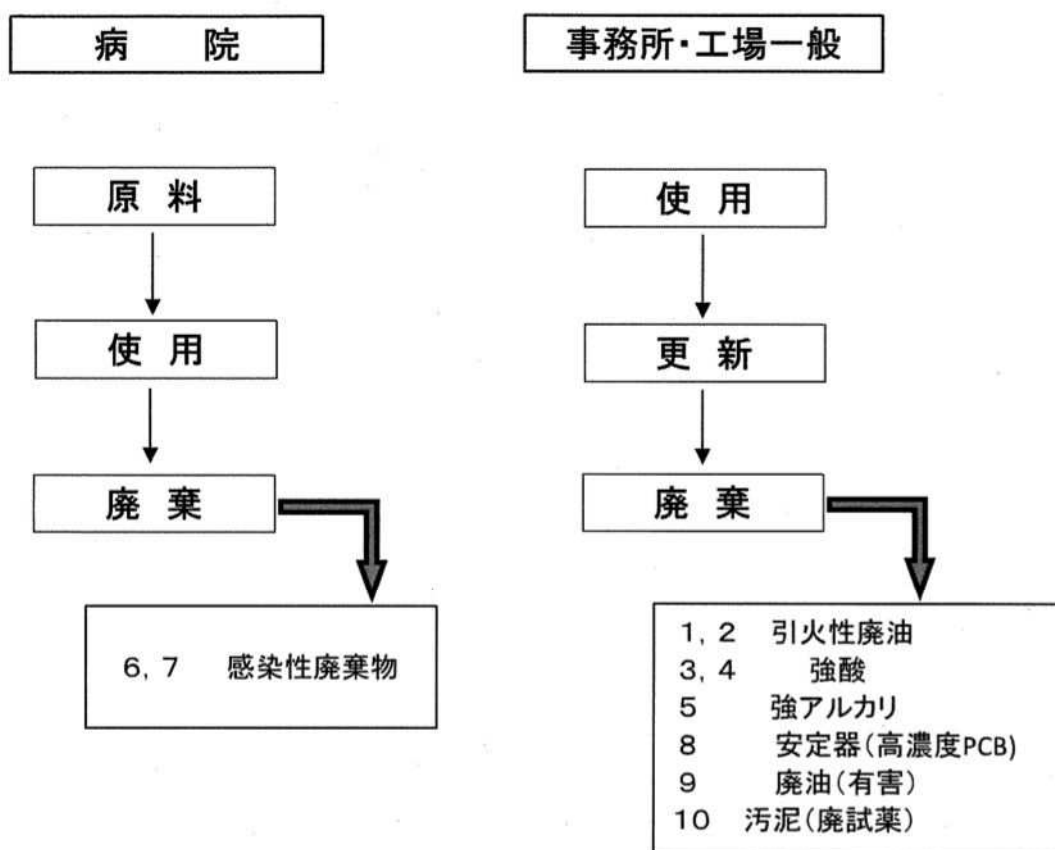 病 院
原 料
使 用
廃 棄
6, 7 感染性廃棄物
事務所・工場一般
使 用
更 新
廃 棄
1, 2 引火性廃油
3, 4 強酸
5 強アルカリ
8 安定器(高濃度PCB)
9 廃油(有害)
10 汚泥(廃試薬)